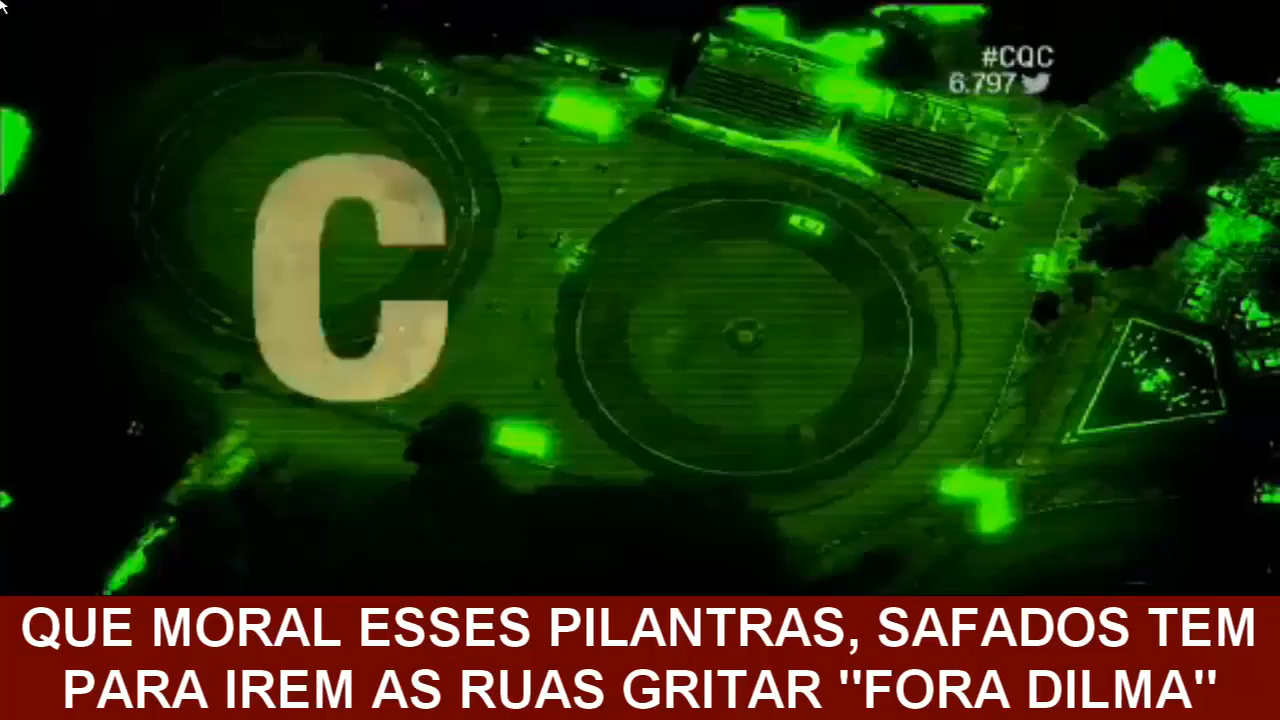 #CQC
6.797
C
QUE MORAL ESSES PILANTRAS, SAFADOS TEM
PARA IREM AS RUAS GRITAR "FORA DILMA"